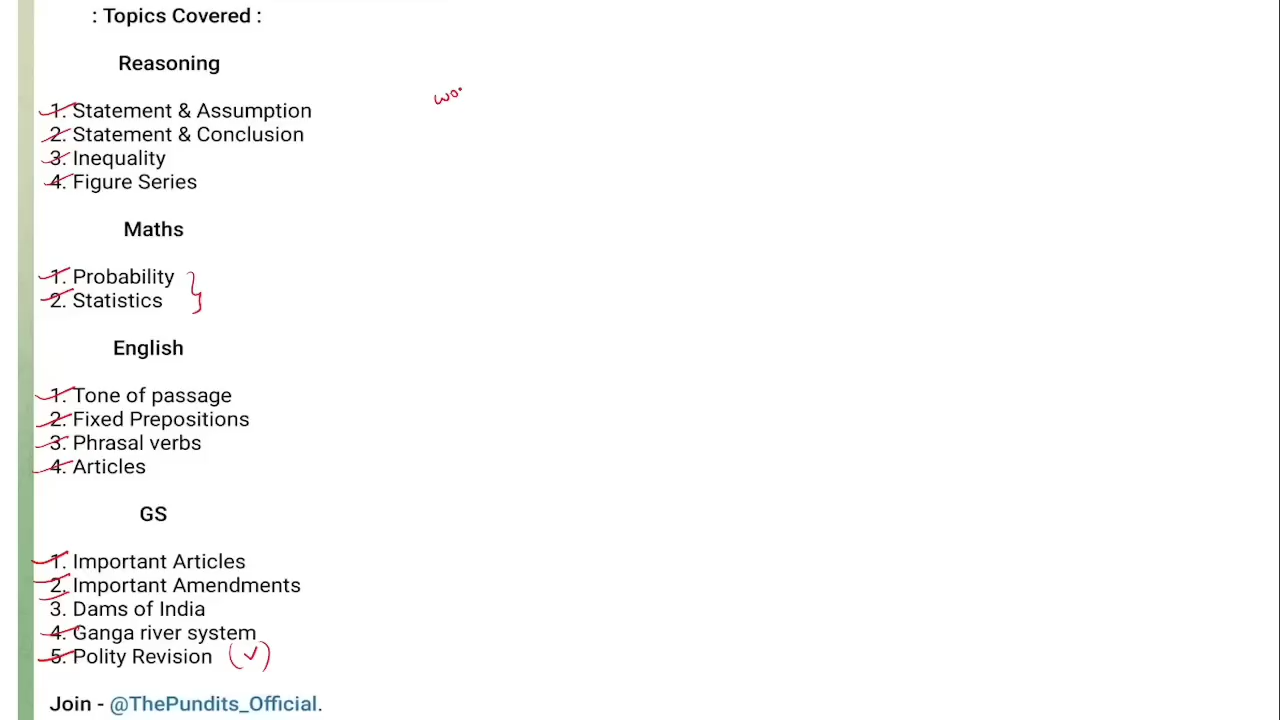 : Topics Covered :
Reasoning
wo
1. Statement & Assumption
2. Statement & Conclusion
3. Inequality
4. Figure Series
Maths
1. Probability
2. Statistics
English
1. Tone of passage
2. Fixed Prepositions
3. Phrasal verbs
4. Articles
GS
1. Important Articles
2. Important Amendments
3. Dams of India
4. Ganga river system
5. Polity Revision
Join - @ThePundits_Official.